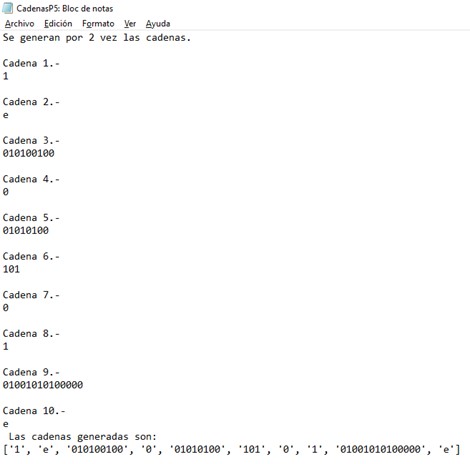 CadenasP5: Bloc de notas
Archivo Edición Formato Ver Ayuda
Se generan por 2 vez las cadenas.
Cadena 1.-
1
Cadena 2.-
e
Cadena 3.-
010100100
Cadena 4.-
0
Cadena 5.-
01010100
Cadena 6.-
101
Cadena 7.-
0
Cadena 8.-
1
Cadena 9.-
01001010100000
Cadena 10.-
e
Las cadenas generadas son:
['1', 'e', '010100100', '0', '01010100', '101', '0', '1', '01001010100000', 'e']